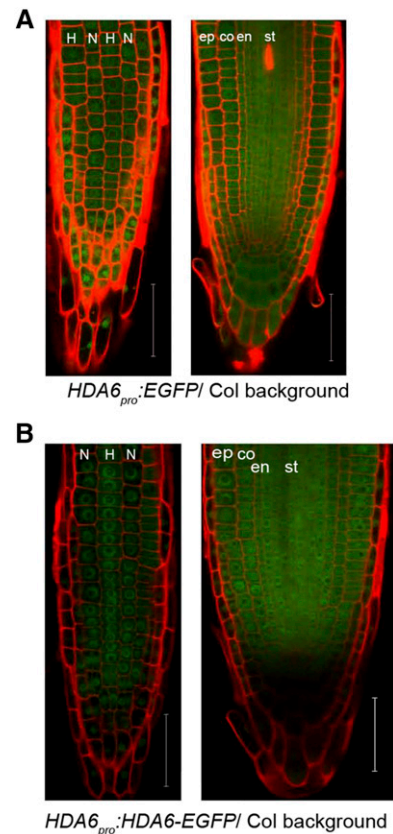 A
H N H N
ep co en st
HDA6pro:EGFP/ Col background
B
N H N
ep co en st
HDA6pro:HDA6-EGFP/ Col background